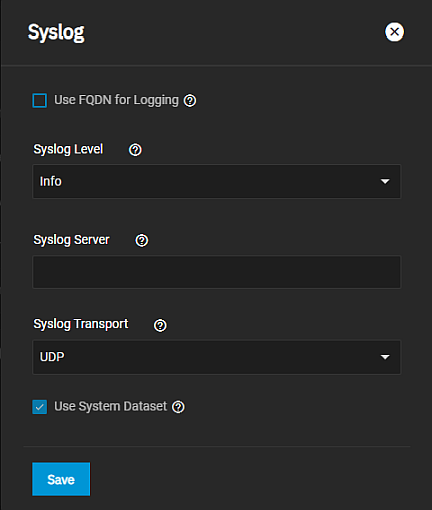 Syslog
Use FQDN for Logging
Syslog Level
Info
Syslog Server
Syslog Transport
UDP
Use System Dataset
Save